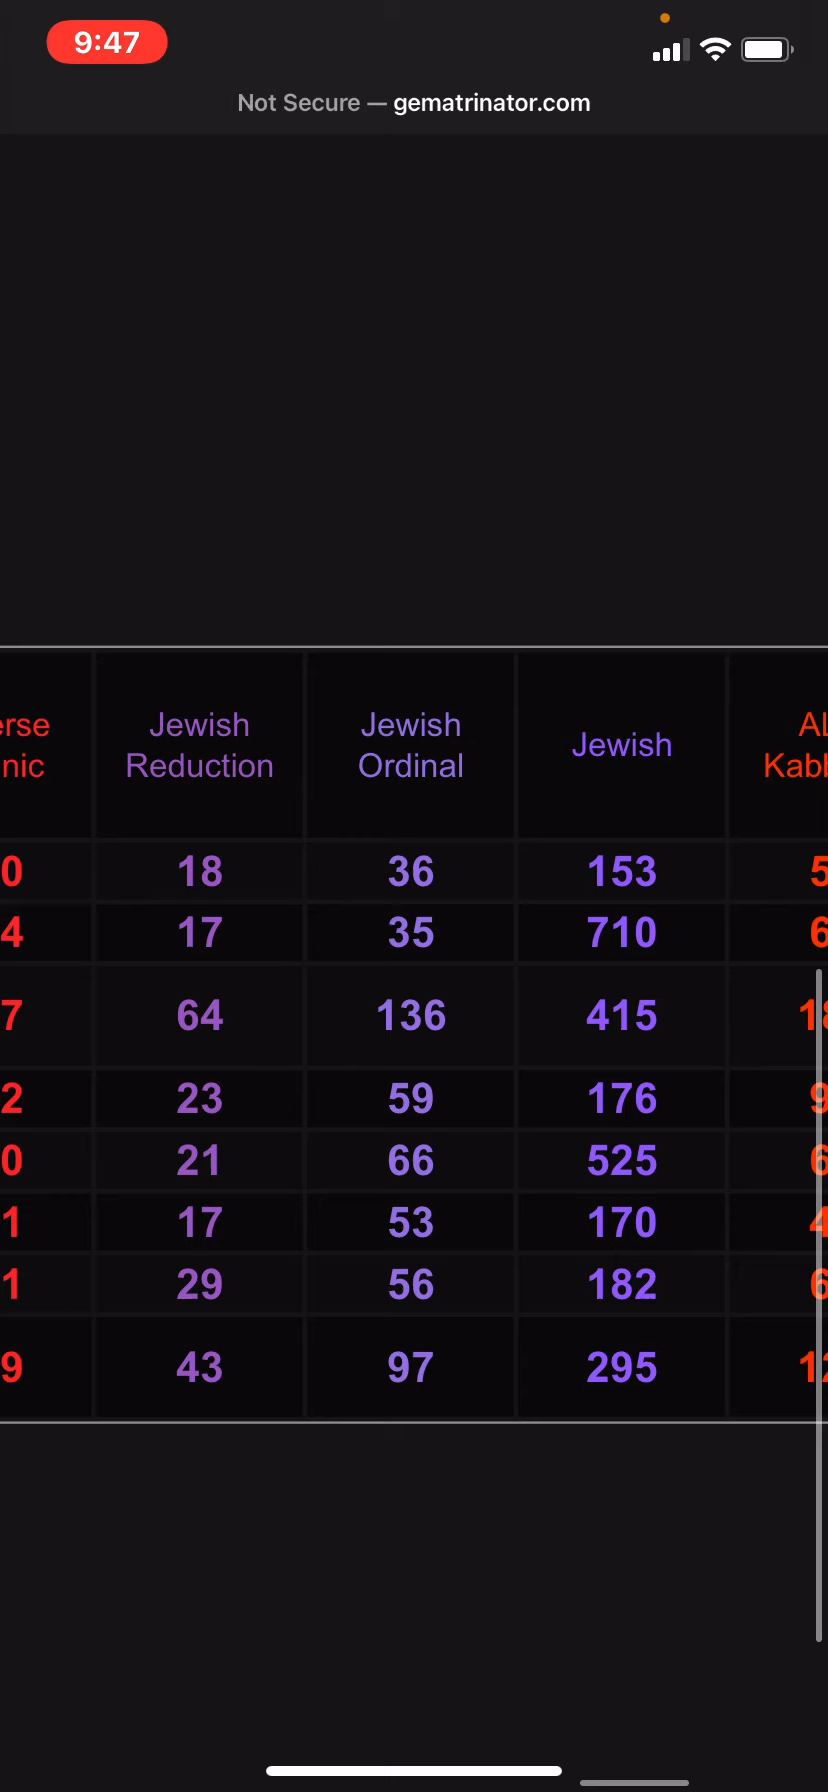 9:47
Not Secure — gematrinator.com
Jewish Reduction
Jewish Ordinal
Jewish
18 36 153
17 35 710
64 136 415
23 59 176
21 66 525
17 53 170
29 56 182
43 97 295